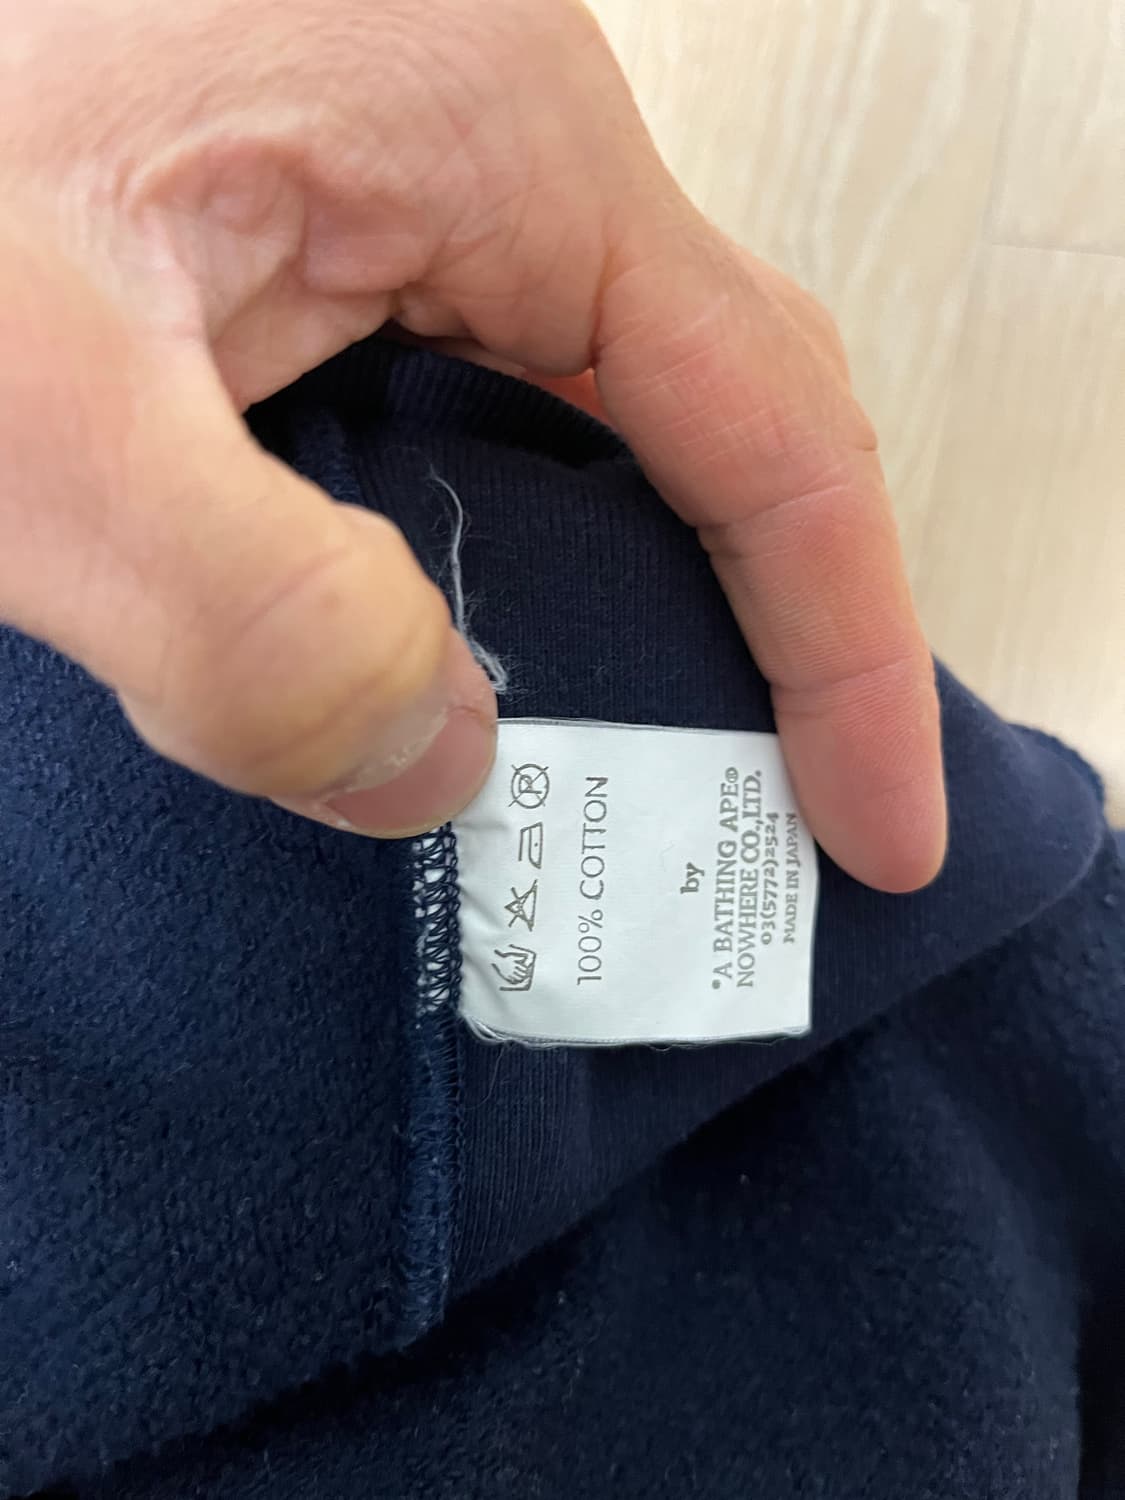 Ⓟ
100% COTTON
by
*A BATHING APE®
NOWHERE CO.,LTD.
03(5772)2524
MADE IN JAPAN